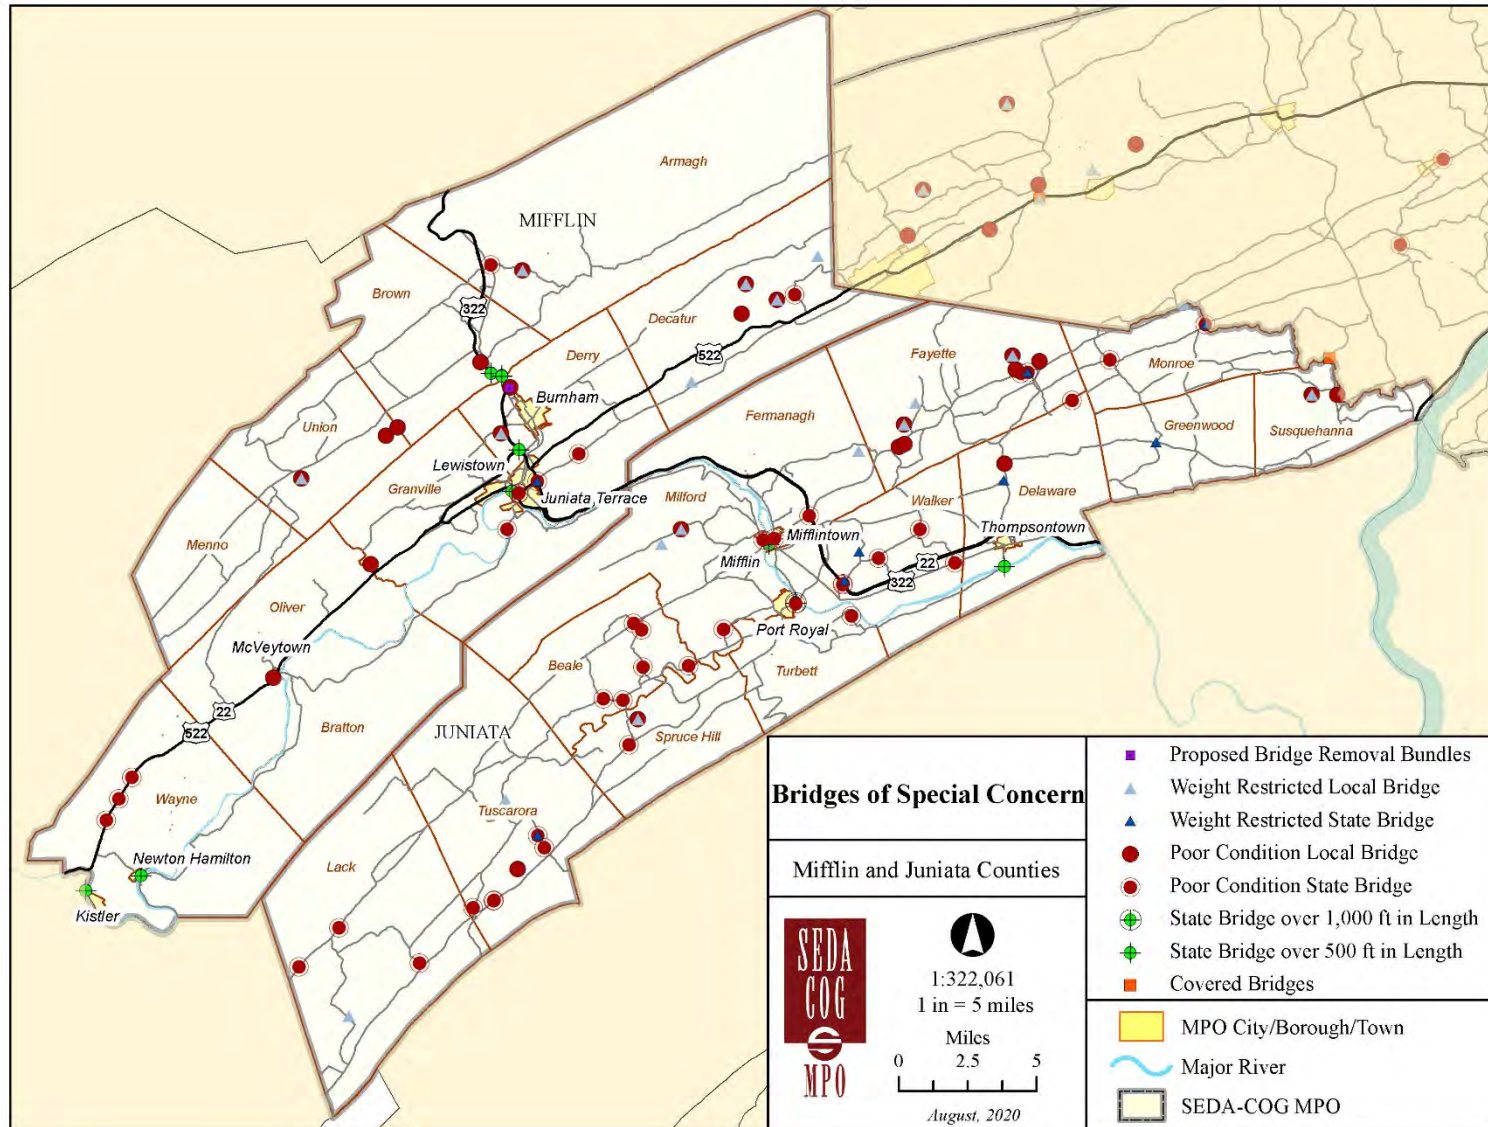 Armagh
MIFFLIN
Brown
322
Decatur
Derry
522
Fayette
Monroe
Burnham
Fermanagh
Union
Greenwood
Susquehanna
Lewistown
Granville
Juniata Terrace
Milford
Walker
Delaware
Thompsontown
Mifflintown
Menno
Mifflin
22
322
Oliver
Port Royal
McVeytown
Beale
Turbett
22
522
Bratton
JUNIATA
Spruce Hill
Wayne
Tuscarora
Newton Hamilton
Lack
Kistler
Bridges of Special Concern
Mifflin and Juniata Counties
SEDA
COG
MPO
1:322,061
1 in = 5 miles
Miles
0 2.5 5
August, 2020
Proposed Bridge Removal Bundles
Weight Restricted Local Bridge
Weight Restricted State Bridge
Poor Condition Local Bridge
Poor Condition State Bridge
State Bridge over 1,000 ft in Length
State Bridge over 500 ft in Length
Covered Bridges
MPO City/Borough/Town
Major River
SEDA-COG MPO